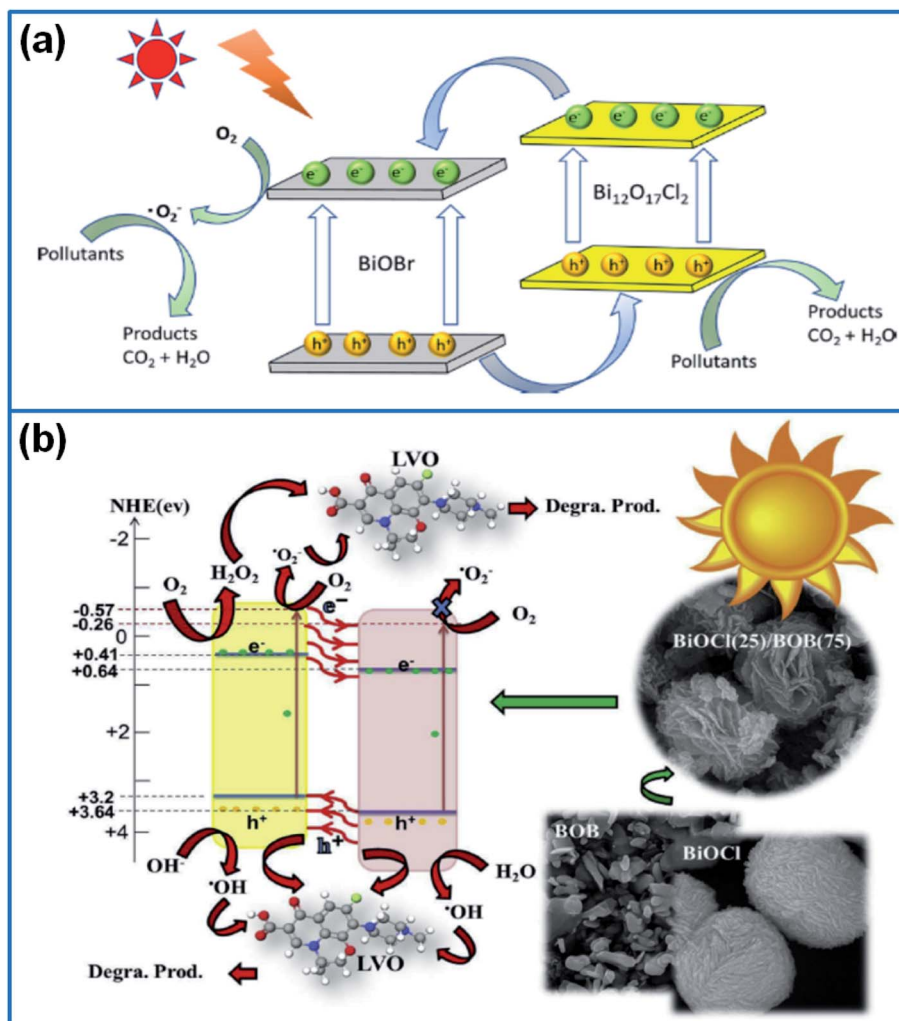 (a)
O₂
e⁻ e⁻ e⁻ e⁻
e⁻ e⁻ e⁻ e⁻
Bi₁₂O₁₇Cl₂
·O₂⁻
Pollutants
BiOBr
h⁺ h⁺ h⁺ h⁺
Products
CO₂ + H₂O
h⁺ h⁺ h⁺ h⁺
Pollutants
Products
CO₂ + H₂O
(b)
LVO
NHE(ev)
Degra. Prod.
-2
·O₂⁻
·O₂⁻
H₂O₂
O₂
O₂
e⁻
O₂
-0.57
-0.26
0
BiOCl(25)/BOB(75)
+0.41
e⁻
e⁻
+0.64
+2
+3.2
+3.64
h⁺
h⁺
+4
h⁺
BOB
BiOCl
OH⁻
H₂O
·OH
·OH
LVO
Degra. Prod.